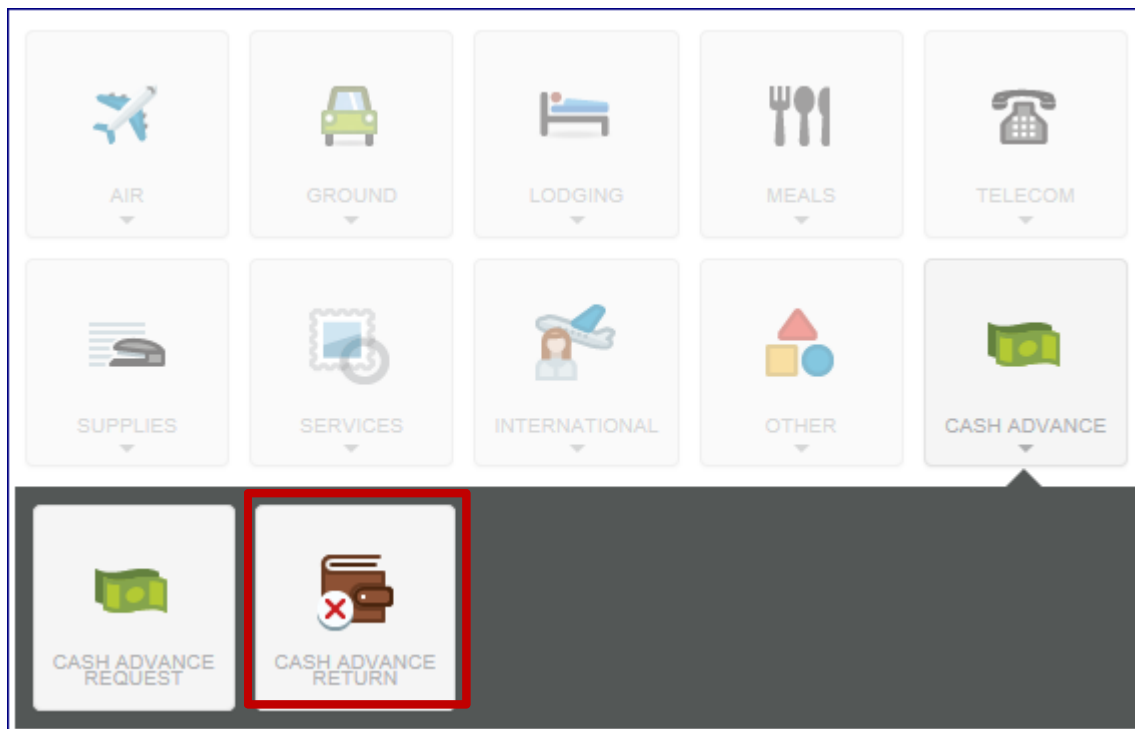 AIR
GROUND
LODGING
MEALS
TELECOM
SUPPLIES
SERVICES
INTERNATIONAL
OTHER
CASH ADVANCE
CASH ADVANCE
REQUEST
CASH ADVANCE
RETURN